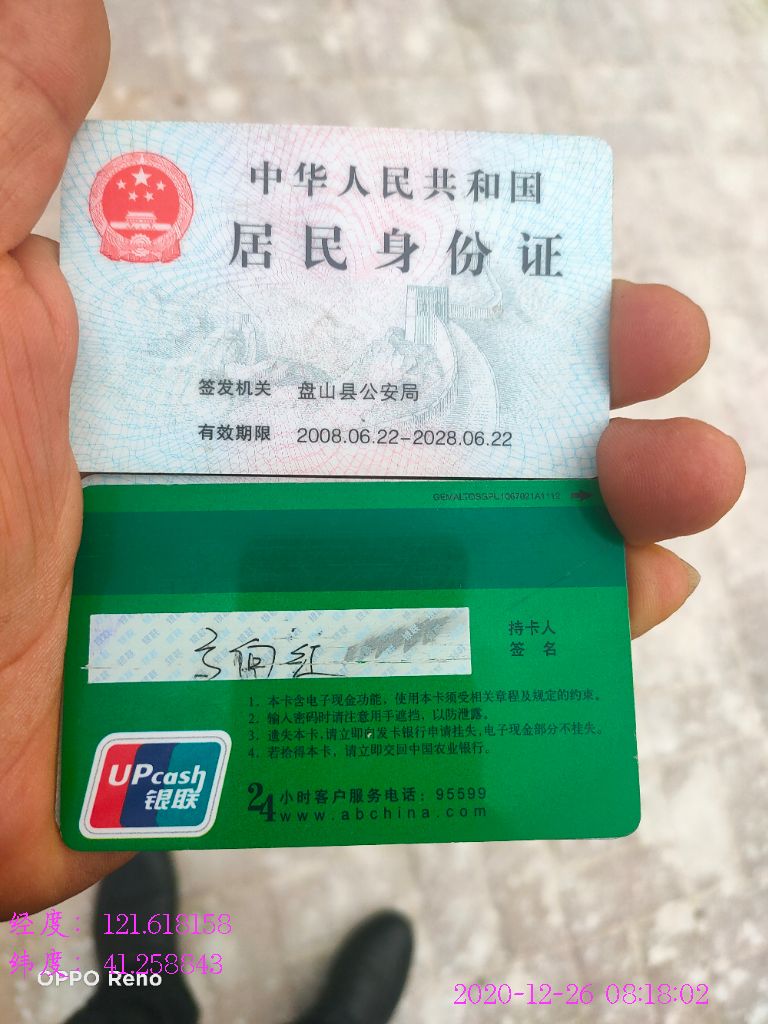 中华人民共和国
居民身份证
签发机关 盘山县公安局
有效期限 2008.06.22-2028.06.22
持卡人
签 名
向红
1. 本卡含电子现金功能，使用本卡须受相关章程及规定的约束。
2. 输入密码时请注意用手遮挡，以防泄露。
3. 遗失本卡，请立即向发卡银行申请挂失，电子现金部分不挂失。
4. 若拾得本卡，请立即交回中国农业银行。
UPcash
银联
24小时客户服务电话：95599
www.abchina.com
经度：121.618158
纬度：41.258843
OPPO Reno
2020-12-26 08:18:02